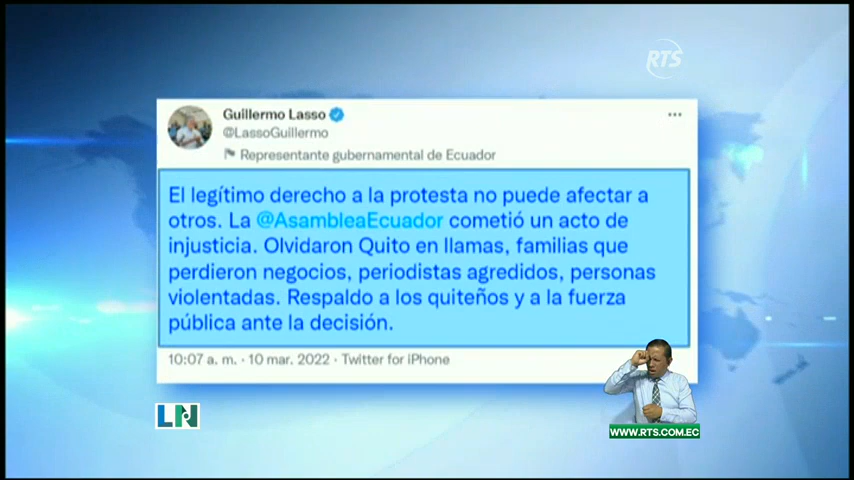 RTS
Guillermo Lasso
@LassoGuillermo
Representante gubernamental de Ecuador
El legítimo derecho a la protesta no puede afectar a
otros. La @AsambleaEcuador cometió un acto de
injusticia. Olvidaron Quito en llamas, familias que
perdieron negocios, periodistas agredidos, personas
violentadas. Respaldo a los quiteños y a la fuerza
pública ante la decisión.
10:07 a. m. · 10 mar. 2022 · Twitter for iPhone
LN
WWW.RTS.COM.EC